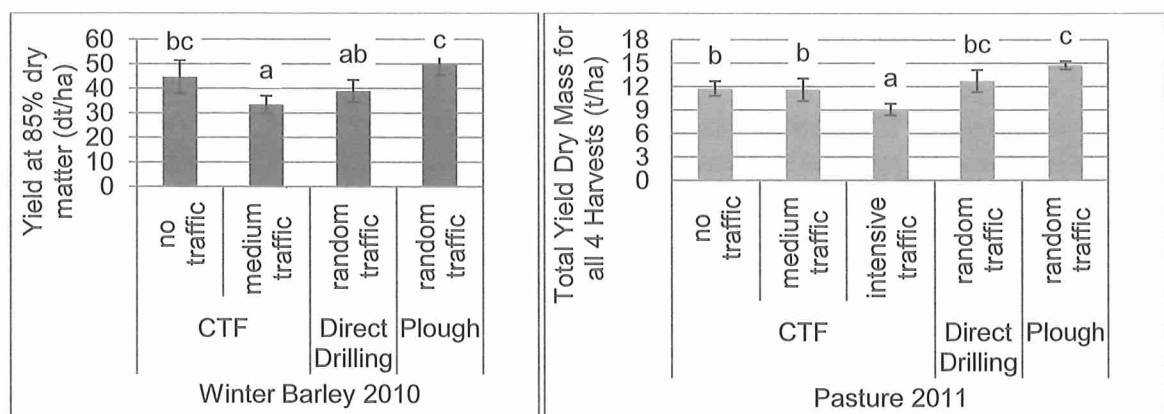 Yield at 85% dry
matter (dt/ha)
60
50
40
30
20
10
0
bc
a
ab
c
no
traffic
medium
traffic
random
traffic
random
traffic
CTF
Direct
Drilling
Plough
Winter Barley 2010
Total Yield Dry Mass for
all 4 Harvests (t/ha)
18
15
12
9
6
3
0
b
b
a
bc
c
no
traffic
medium
traffic
intensive
traffic
random
traffic
random
traffic
CTF
Direct
Drilling
Plough
Pasture 2011